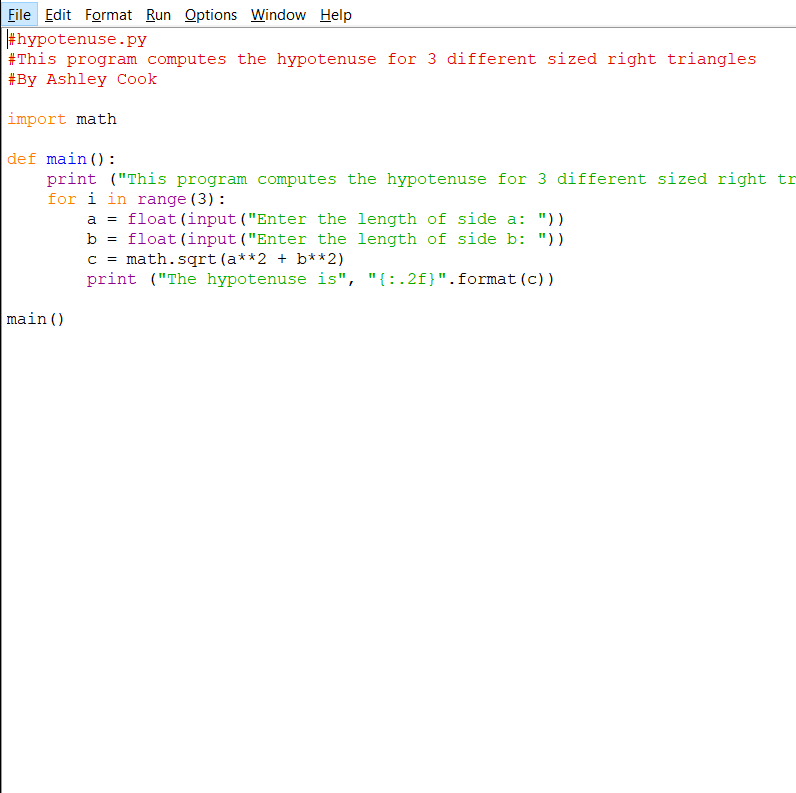 File Edit Format Run Options Window Help
#hypotenuse.py
#This program computes the hypotenuse for 3 different sized right triangles
#By Ashley Cook
import math
def main():
    print ("This program computes the hypotenuse for 3 different sized right tr
    for i in range(3):
        a = float(input("Enter the length of side a: "))
        b = float(input("Enter the length of side b: "))
        c = math.sqrt(a**2 + b**2)
        print ("The hypotenuse is", "{:.2f}".format(c))
main()